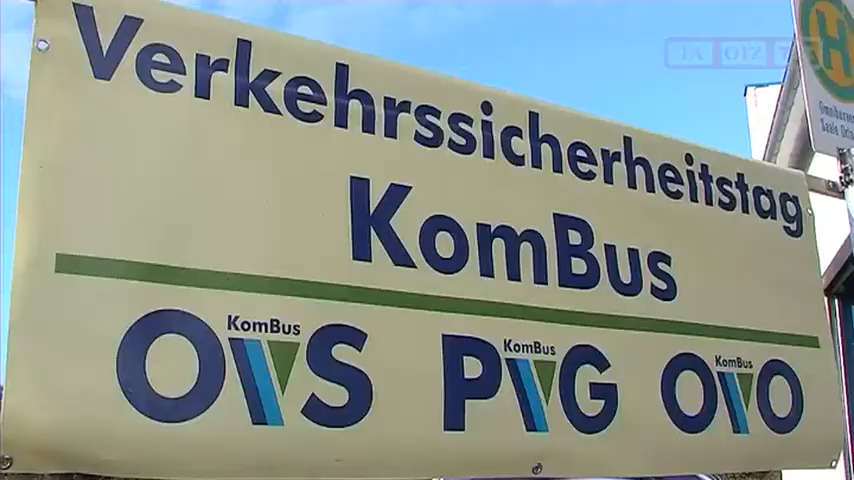 Verkehrssicherheitstag
KomBus
KomBus KomBus KomBus
OVS PVG OVO
H